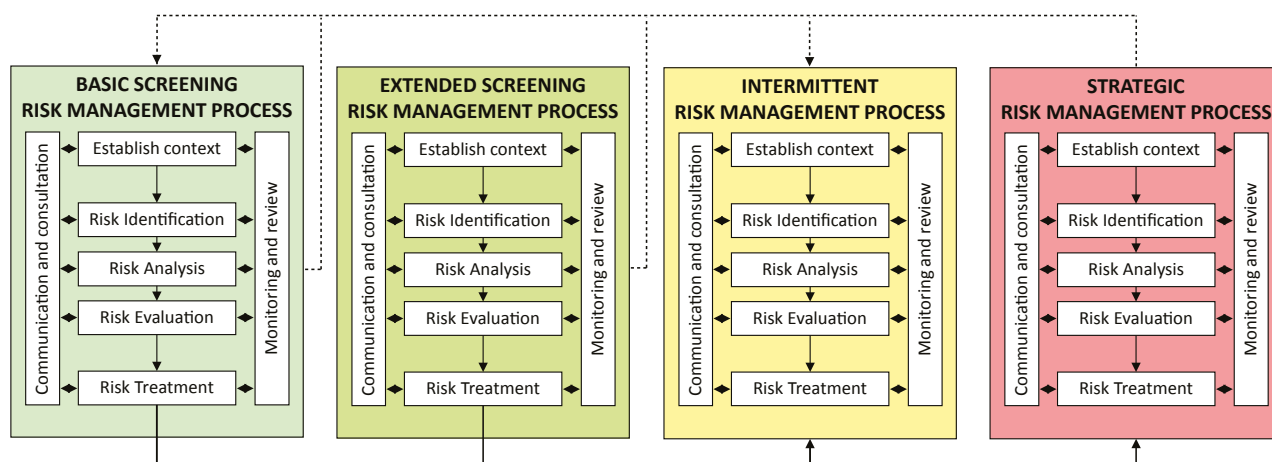 BASIC SCREENING
RISK MANAGEMENT PROCESS
Communication and consultation
Establish context
Risk Identification
Risk Analysis
Risk Evaluation
Risk Treatment
Monitoring and review
EXTENDED SCREENING
RISK MANAGEMENT PROCESS
Communication and consultation
Establish context
Risk Identification
Risk Analysis
Risk Evaluation
Risk Treatment
Monitoring and review
INTERMITTENT
RISK MANAGEMENT PROCESS
Communication and consultation
Establish context
Risk Identification
Risk Analysis
Risk Evaluation
Risk Treatment
Monitoring and review
STRATEGIC
RISK MANAGEMENT PROCESS
Communication and consultation
Establish context
Risk Identification
Risk Analysis
Risk Evaluation
Risk Treatment
Monitoring and review